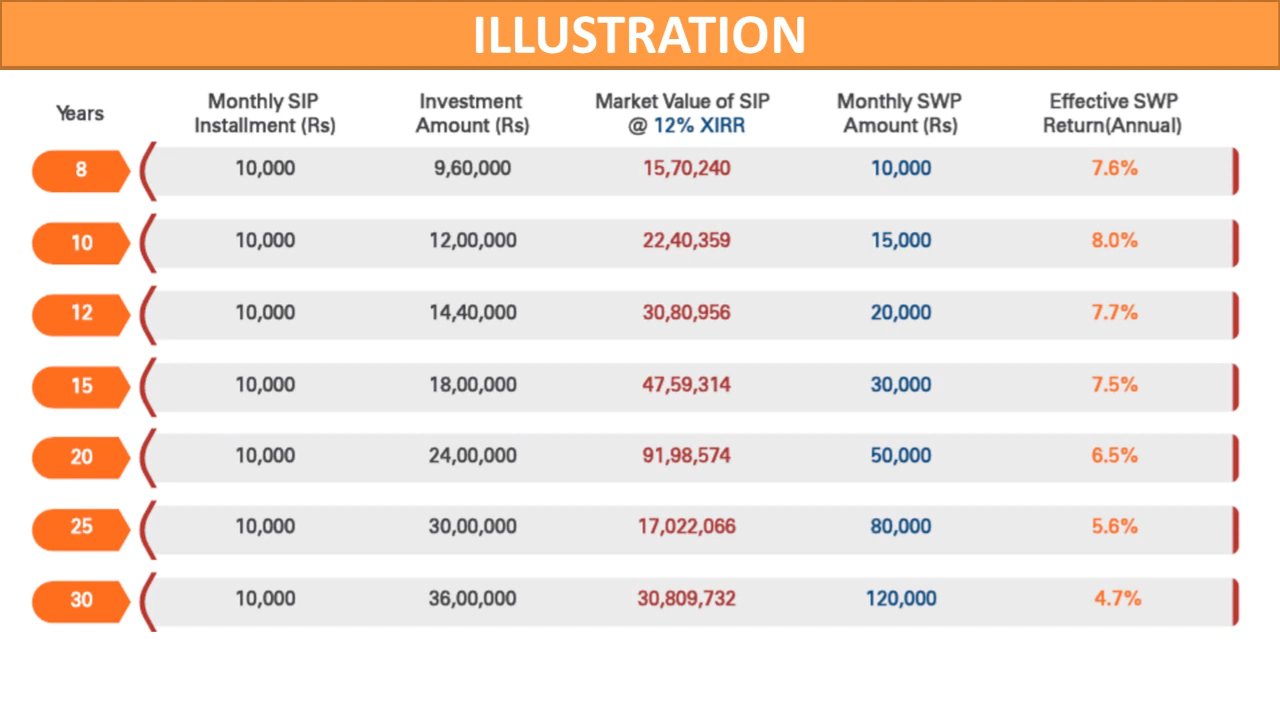 ILLUSTRATION
Years Monthly SIP Installment (Rs) Investment Amount (Rs) Market Value of SIP @ 12% XIRR Monthly SWP Amount (Rs) Effective SWP Return(Annual)
8 10,000 9,60,000 15,70,240 10,000 7.6%
10 10,000 12,00,000 22,40,359 15,000 8.0%
12 10,000 14,40,000 30,80,956 20,000 7.7%
15 10,000 18,00,000 47,59,314 30,000 7.5%
20 10,000 24,00,000 91,98,574 50,000 6.5%
25 10,000 30,00,000 17,022,066 80,000 5.6%
30 10,000 36,00,000 30,809,732 120,000 4.7%